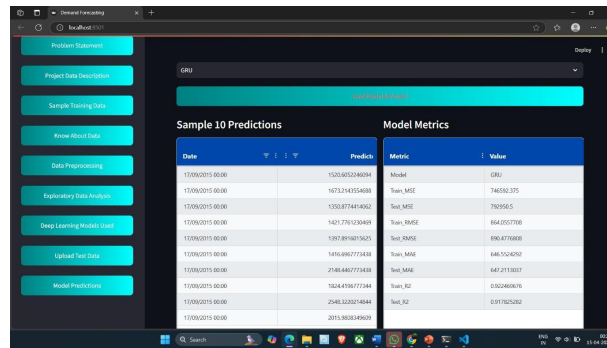 Demand Forecasting
localhost:8501
Deploy
Problem Statement
Project Data Description
Sample Training Data
Know About Data
Data Preprocessing
Exploratory Data Analysis
Deep Learning Models Used
Upload Test Data
Model Predictions
GRU
Sample 10 Predictions
Date Predicti
17/09/2015 00:00 1520.6052246094
17/09/2015 00:00 1673.2143554688
17/09/2015 00:00 1350.8774414062
17/09/2015 00:00 1421.7761230469
17/09/2015 00:00 1397.8916015625
17/09/2015 00:00 1416.6967773438
17/09/2015 00:00 2148.4467773438
17/09/2015 00:00 1824.4196777344
17/09/2015 00:00 2548.3220214844
17/09/2015 00:00 2015.9808349609
Model Metrics
Metric Value
Model GRU
Train_MSE 746592.375
Test_MSE 792950.5
Train_RMSE 864.0557708
Test_RMSE 890.4776808
Train_MAE 646.5524292
Test_MAE 647.2113037
Train_R2 0.922469676
Test_R2 0.917825282
Search
ENG
IN